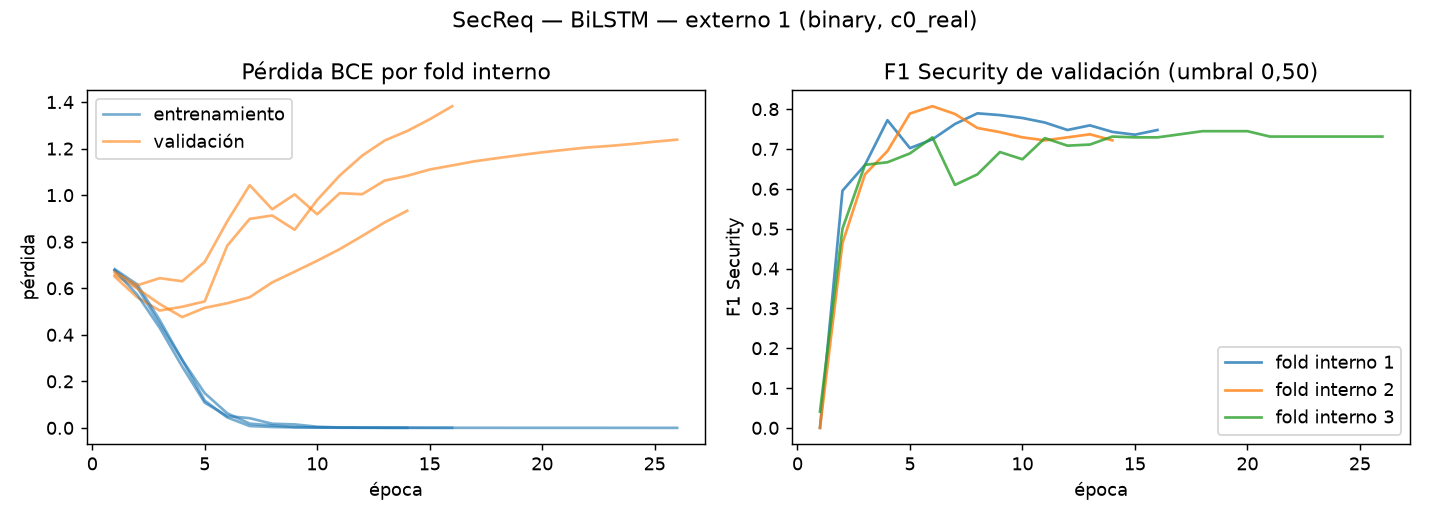 SecReq — BiLSTM — externo 1 (binary, c0_real)
Pérdida BCE por fold interno
entrenamiento
validación
pérdida
1.4
1.2
1.0
0.8
0.6
0.4
0.2
0.0
0
5
10
15
20
25
época
F1 Security de validación (umbral 0,50)
F1 Security
0.8
0.7
0.6
0.5
0.4
0.3
0.2
0.1
0.0
fold interno 1
fold interno 2
fold interno 3
0
5
10
15
20
25
época